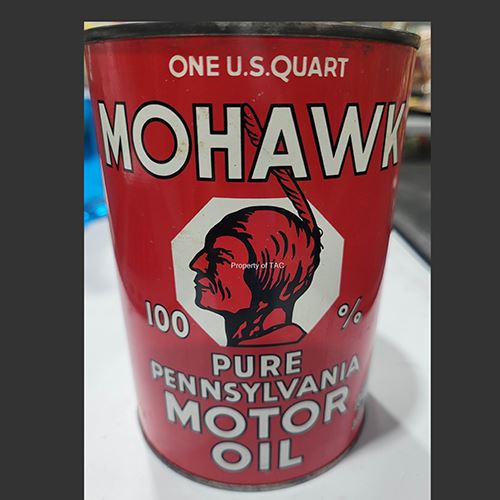 ONE U.S. QUART
MOHAWK
Property of TAC
100 %
PURE
PENNSYLVANIA
MOTOR
OIL